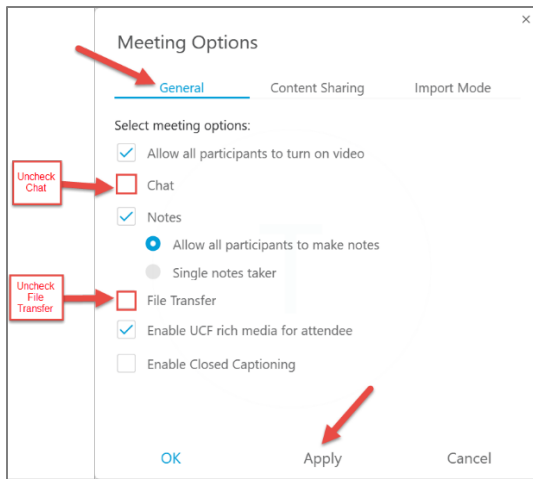 ×
Meeting Options
General Content Sharing Import Mode
Select meeting options:
Allow all participants to turn on video
Uncheck
Chat
Chat
Notes
Allow all participants to make notes
Single notes taker
Uncheck
File
Transfer
File Transfer
Enable UCF rich media for attendee
Enable Closed Captioning
OK Apply Cancel